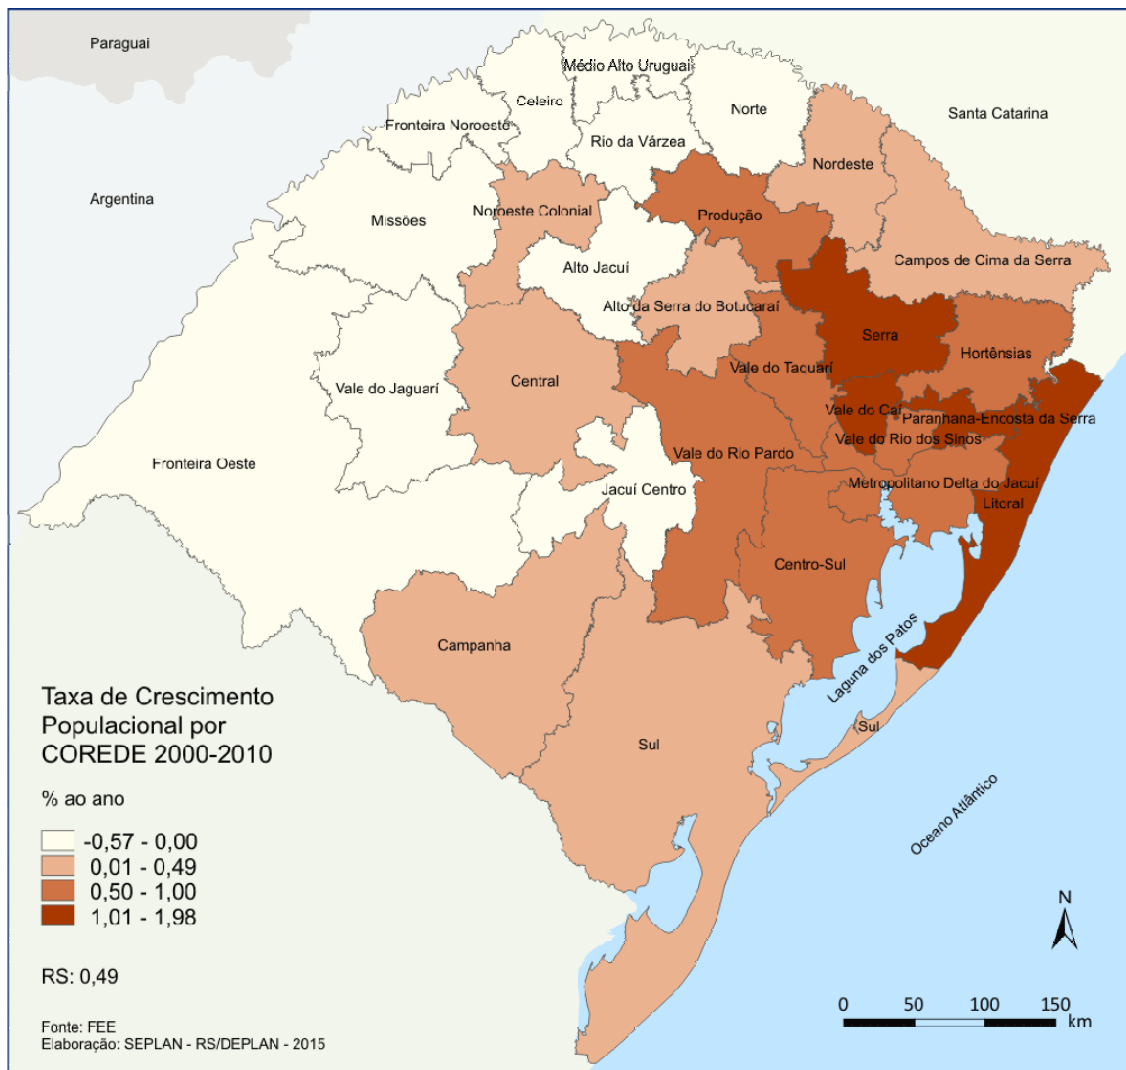 Paraguai
Médio Alto Uruguai
Celeiro
Norte
Santa Catarina
Fronteira Noroeste
Rio da Várzea
Nordeste
Argentina
Missões
Noroeste Colonial
Produção
Alto Jacuí
Campos de Cima da Serra
Alto da Serra do Botucaraí
Serra
Hortênsias
Vale do Tacuarí
Central
Vale do Jaguarí
Vale do Caí
Paranhana-Encosta da Serra
Vale do Rio dos Sinos
Vale do Rio Pardo
Fronteira Oeste
Jacuí Centro
Metropolitano Delta do Jacuí
Litoral
Centro-Sul
Campanha
Laguna dos Patos
Sul
Sul
Oceano Atlântico
Taxa de Crescimento
Populacional por
COREDE 2000-2010
% ao ano
-0,57 - 0,00
0,01 - 0,49
0,50 - 1,00
1,01 - 1,98
RS: 0,49
Fonte: FEE
Elaboração: SEPLAN - RS/DEPLAN - 2015
N
0 50 100 150
km